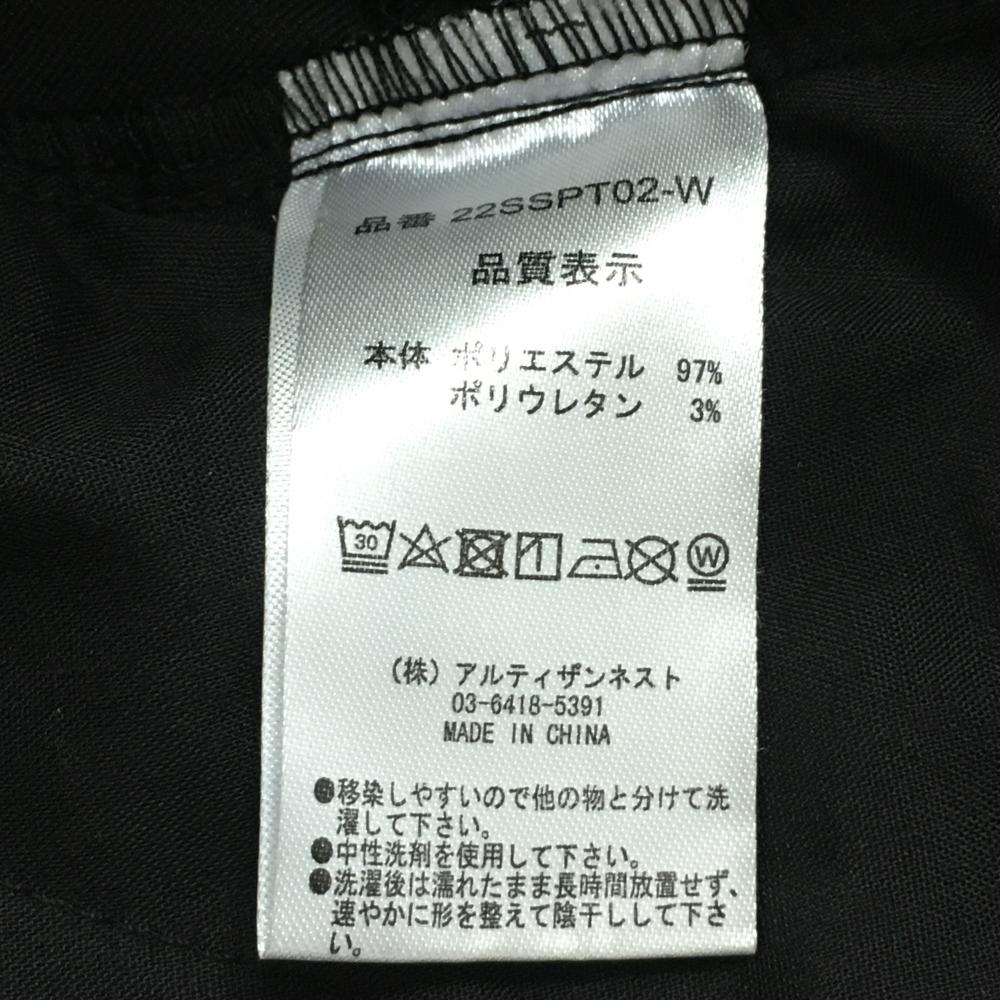 品番 22SSPT02-W
品質表示
本体 ポリエステル 97%
ポリウレタン 3%
30
W
(株) アルティザンネスト
03-6418-5391
MADE IN CHINA
●移染しやすいので他の物と分けて洗
濯して下さい。
●中性洗剤を使用して下さい。
●洗濯後は濡れたまま長時間放置せず、
速やかに形を整えて陰干しして下さ
い。